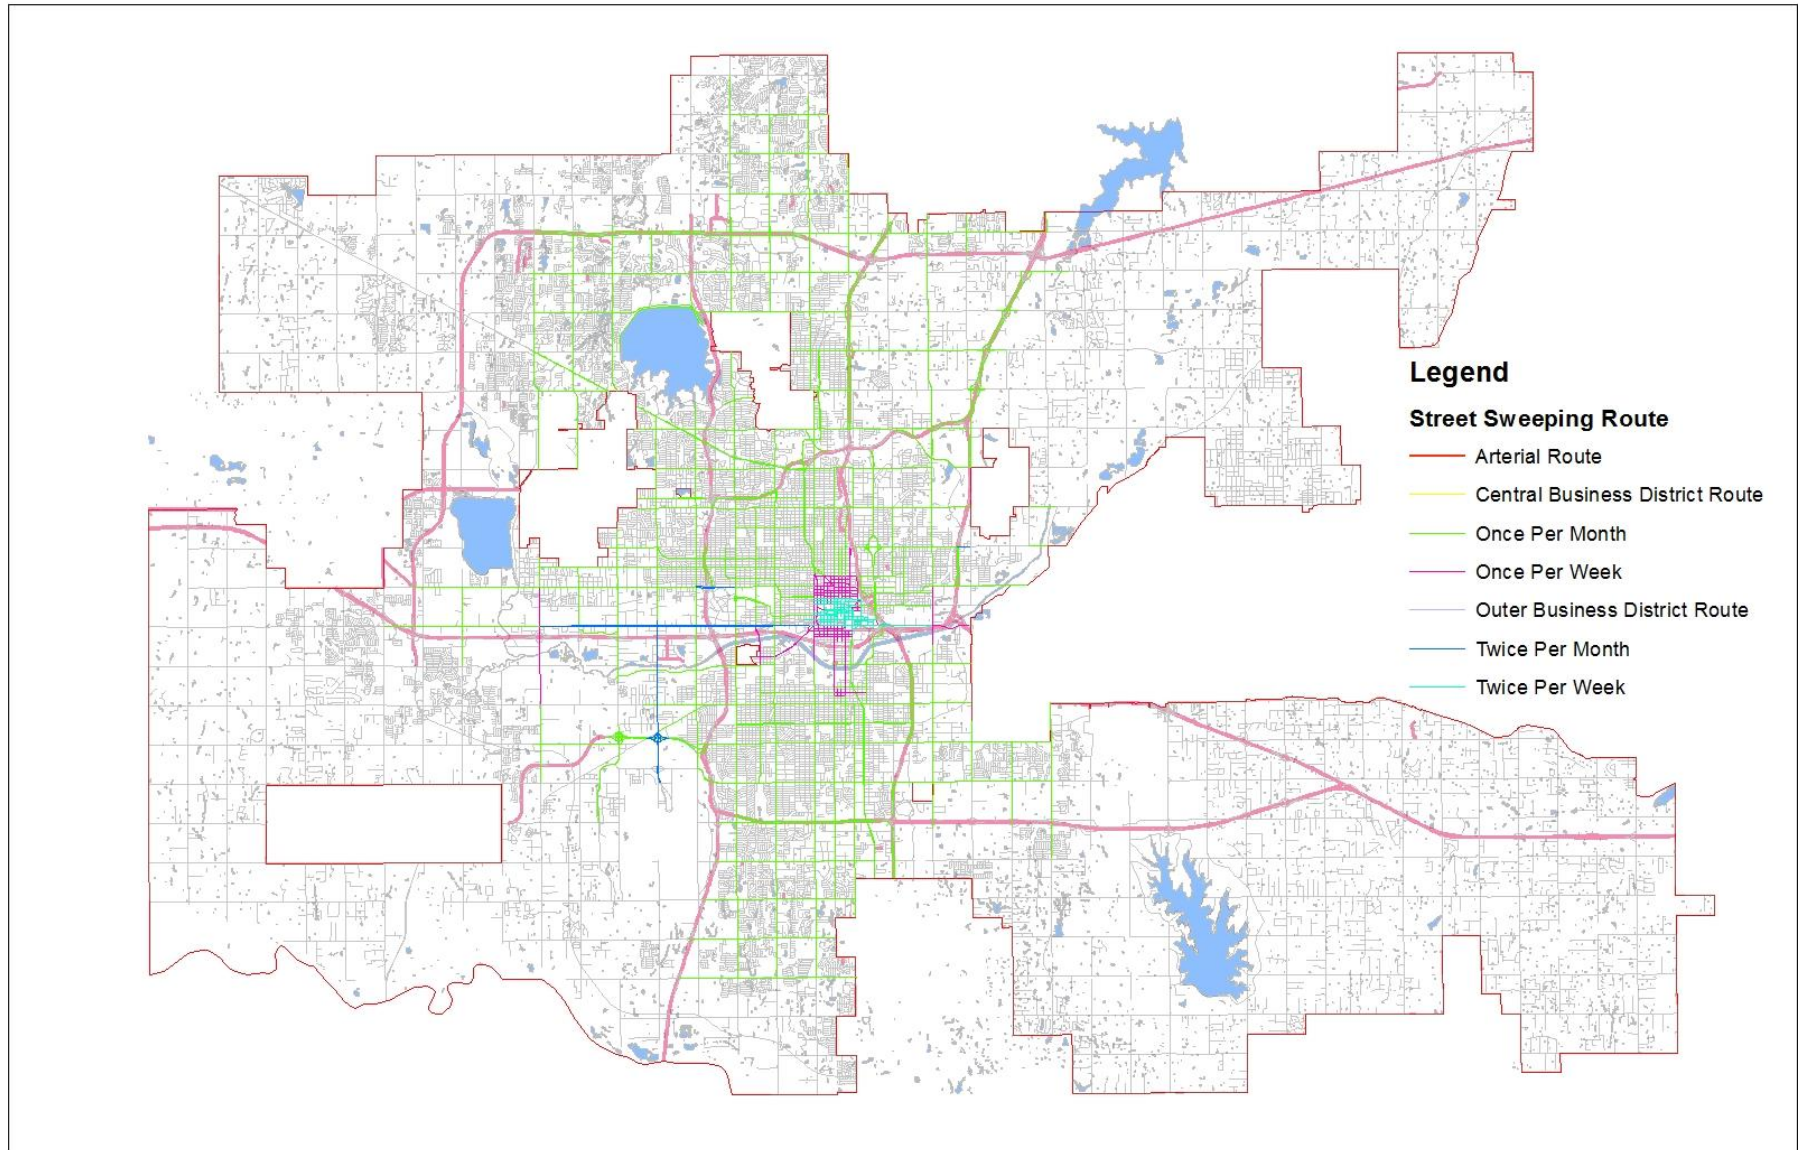 Legend
Street Sweeping Route
Arterial Route
Central Business District Route
Once Per Month
Once Per Week
Outer Business District Route
Twice Per Month
Twice Per Week